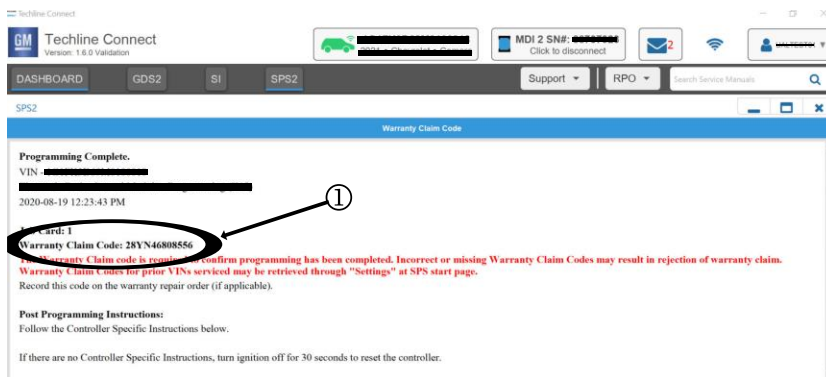 Techline Connect
GM Techline Connect
Version: 1.6.0 Validation
MDI 2 SN#:
Click to disconnect
2
DASHBOARD GDS2 SI SPS2 Support RPO Search Service Manuals
SPS2
Warranty Claim Code
Programming Complete.
VIN -
2020-08-19 12:23:43 PM
①
Card: 1
Warranty Claim Code: 28YN46808556
The Warranty Claim code is required to confirm programming has been completed. Incorrect or missing Warranty Claim Codes may result in rejection of warranty claim.
Warranty Claim Codes for prior VINs serviced may be retrieved through "Settings" at SPS start page.
Record this code on the warranty repair order (if applicable).
Post Programming Instructions:
Follow the Controller Specific Instructions below.
If there are no Controller Specific Instructions, turn ignition off for 30 seconds to reset the controller.